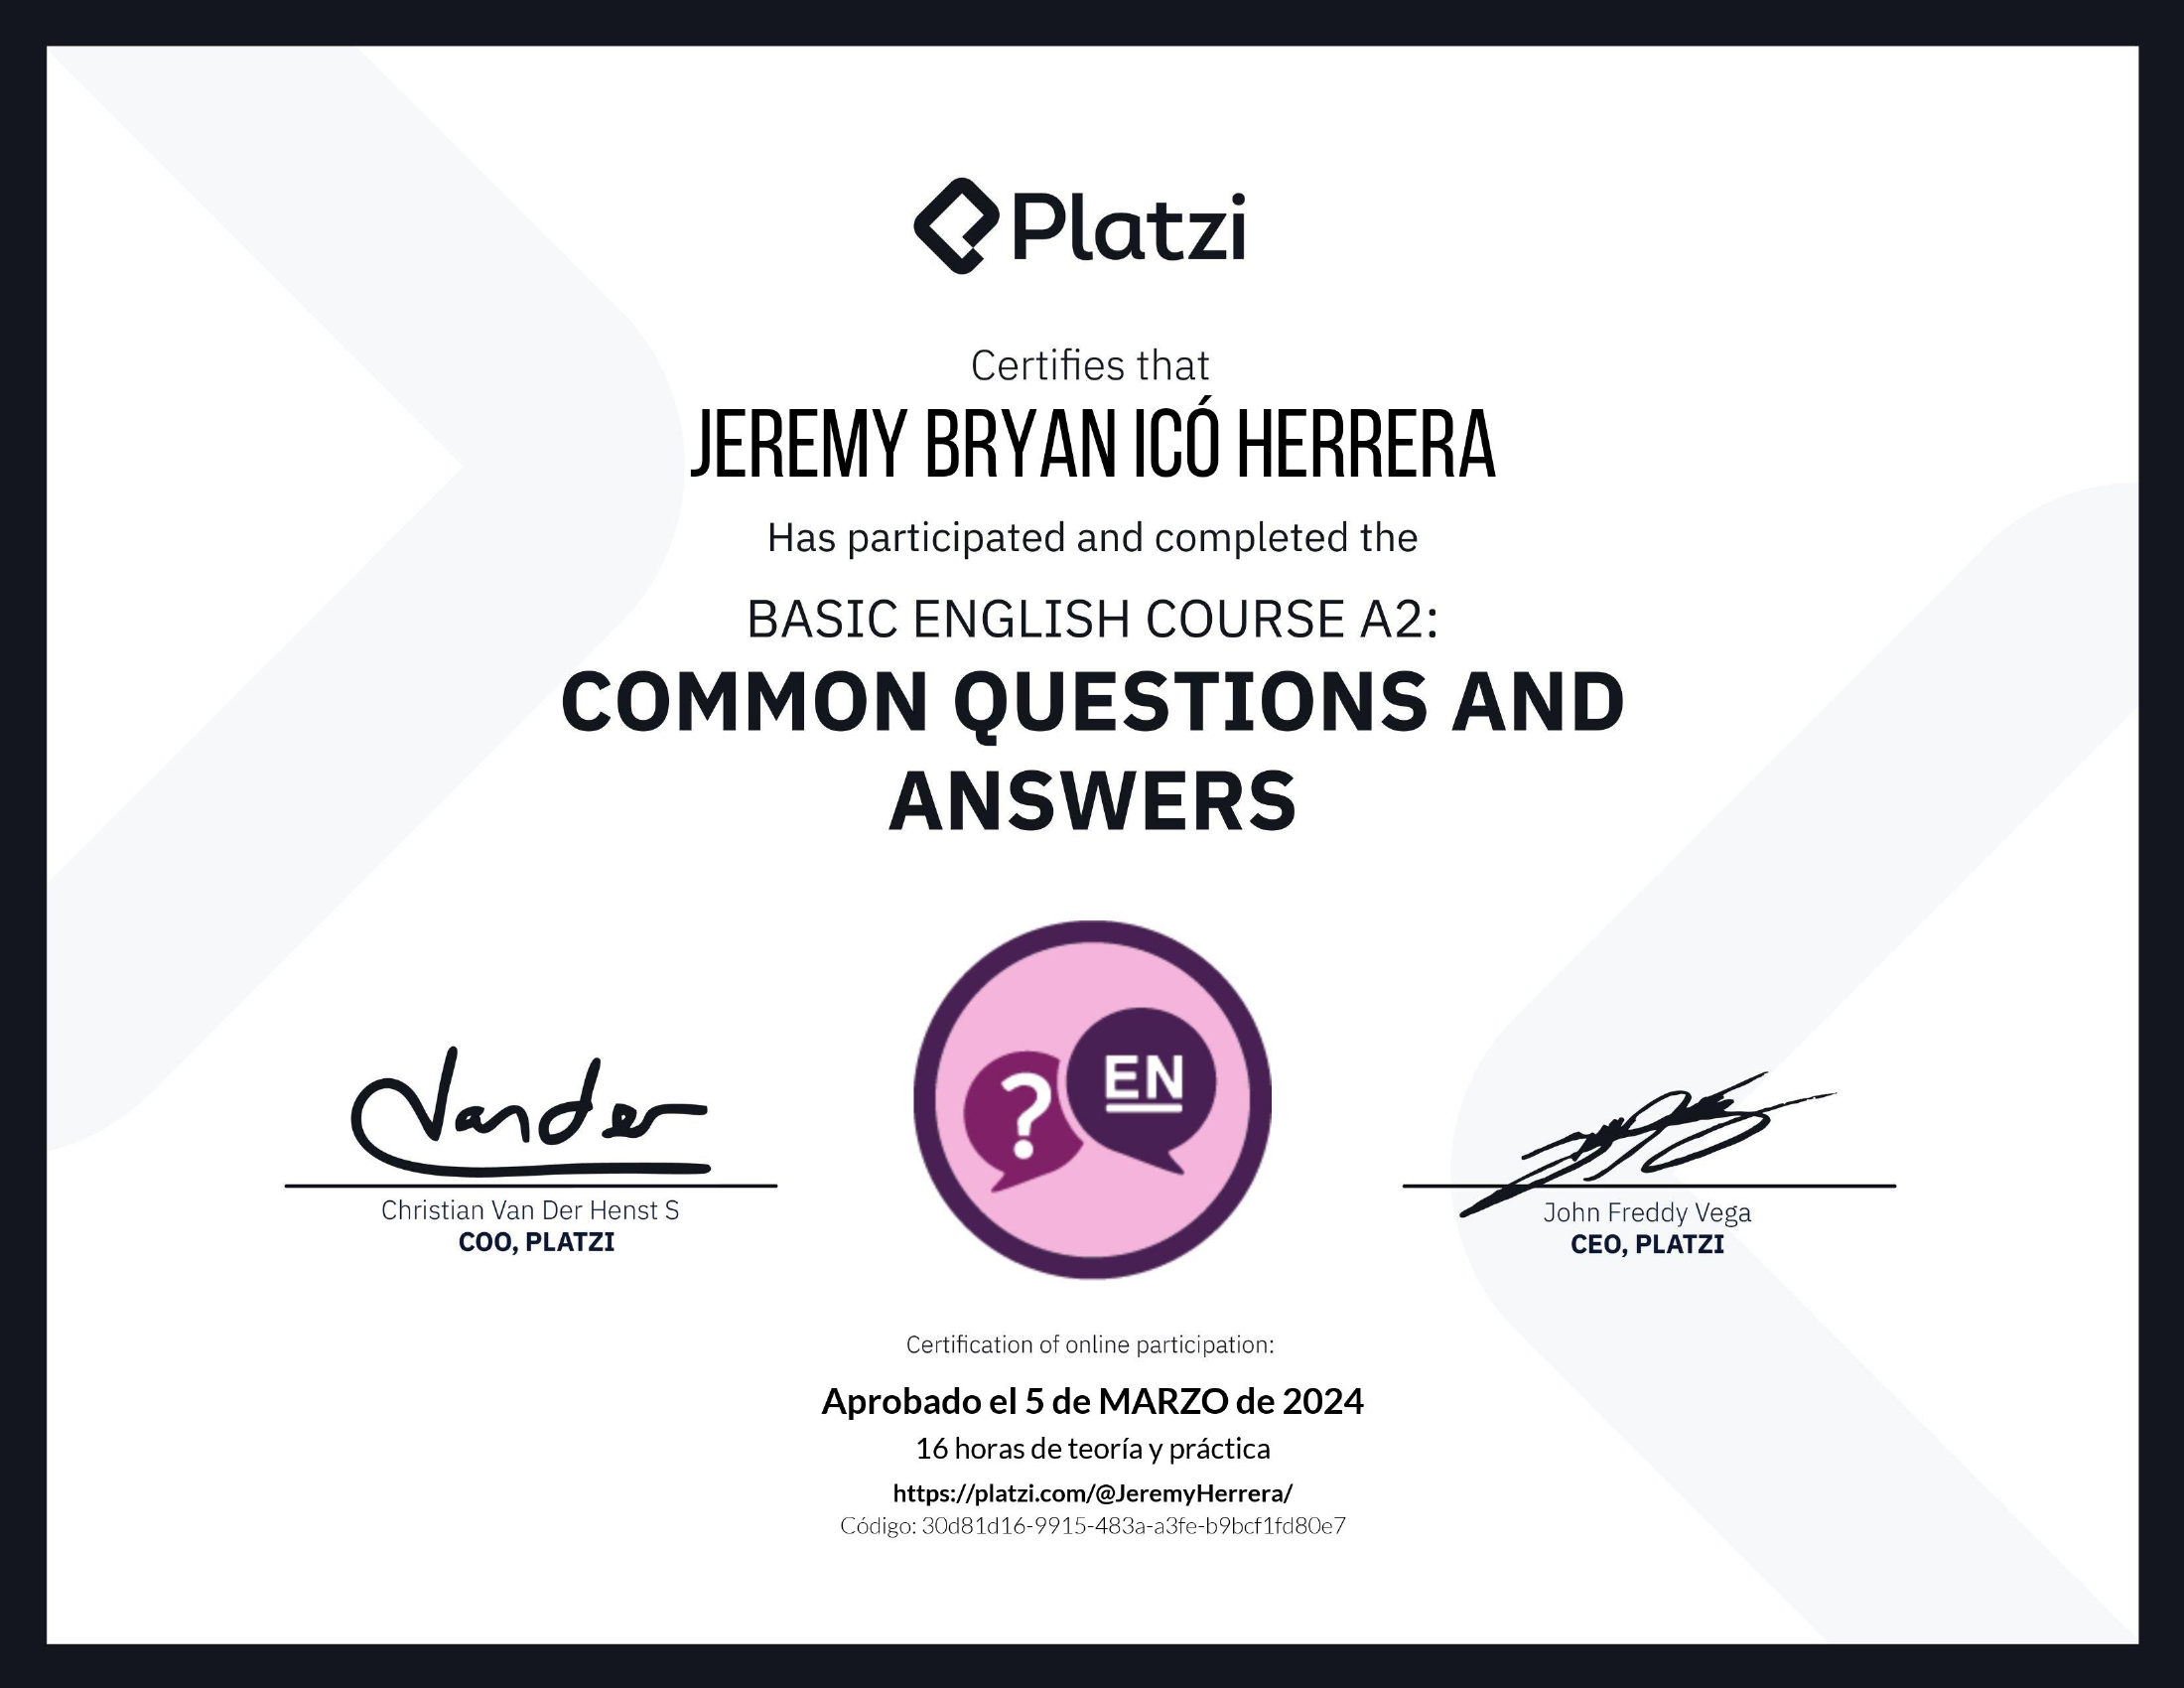 Platzi
Certifies that
JEREMY BRYAN ICÓ HERRERA
Has participated and completed the
BASIC ENGLISH COURSE A2:
COMMON QUESTIONS AND
ANSWERS
? EN
Vander
Christian Van Der Henst S
COO, PLATZI
John Freddy Vega
CEO, PLATZI
Certification of online participation:
Aprobado el 5 de MARZO de 2024
16 horas de teoría y práctica
https://platzi.com/@JeremyHerrera/
Código: 30d81d16-9915-483a-a3fe-b9bcf1fd80e7